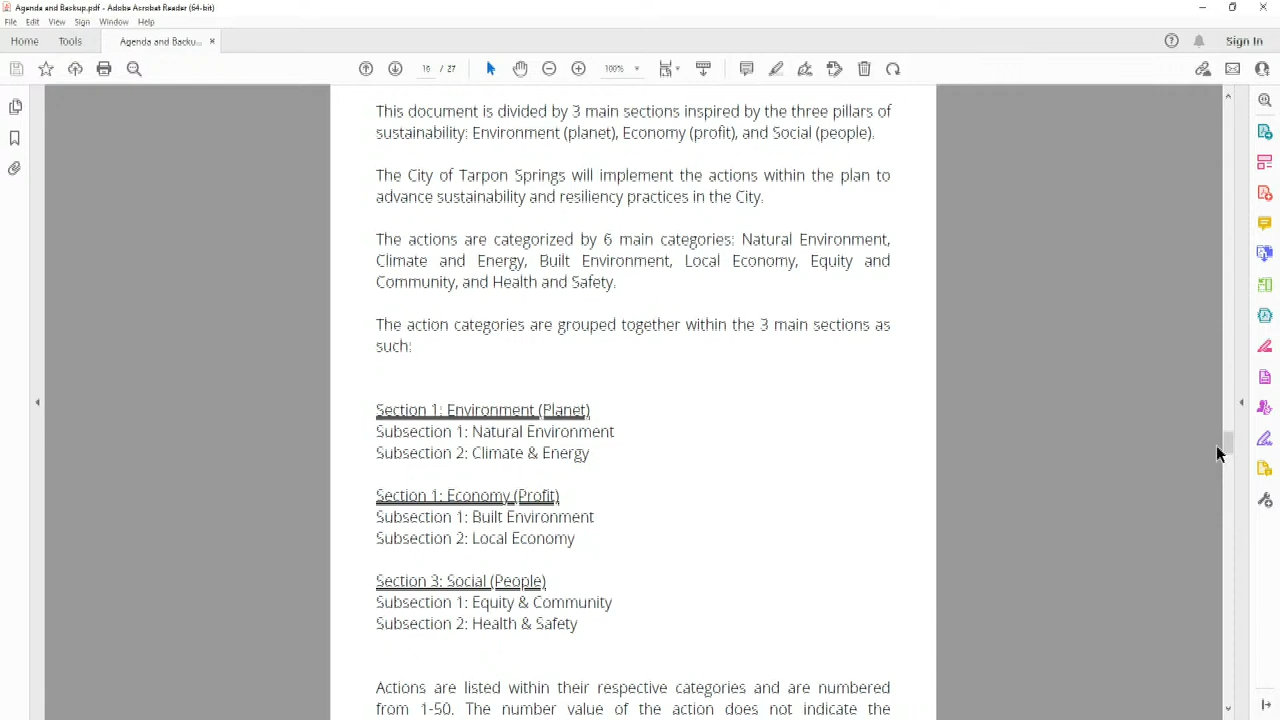 Agenda and Backup.pdf - Adobe Acrobat Reader (64-bit)
File Edit View Sign Window Help
Home Tools Agenda and Backu... × Sign In
16 / 27 100%
This document is divided by 3 main sections inspired by the three pillars of
sustainability: Environment (planet), Economy (profit), and Social (people).
The City of Tarpon Springs will implement the actions within the plan to
advance sustainability and resiliency practices in the City.
The actions are categorized by 6 main categories: Natural Environment,
Climate and Energy, Built Environment, Local Economy, Equity and
Community, and Health and Safety.
The action categories are grouped together within the 3 main sections as
such:
Section 1: Environment (Planet)
Subsection 1: Natural Environment
Subsection 2: Climate & Energy
Section 1: Economy (Profit)
Subsection 1: Built Environment
Subsection 2: Local Economy
Section 3: Social (People)
Subsection 1: Equity & Community
Subsection 2: Health & Safety
Actions are listed within their respective categories and are numbered
from 1-50. The number value of the action does not indicate the